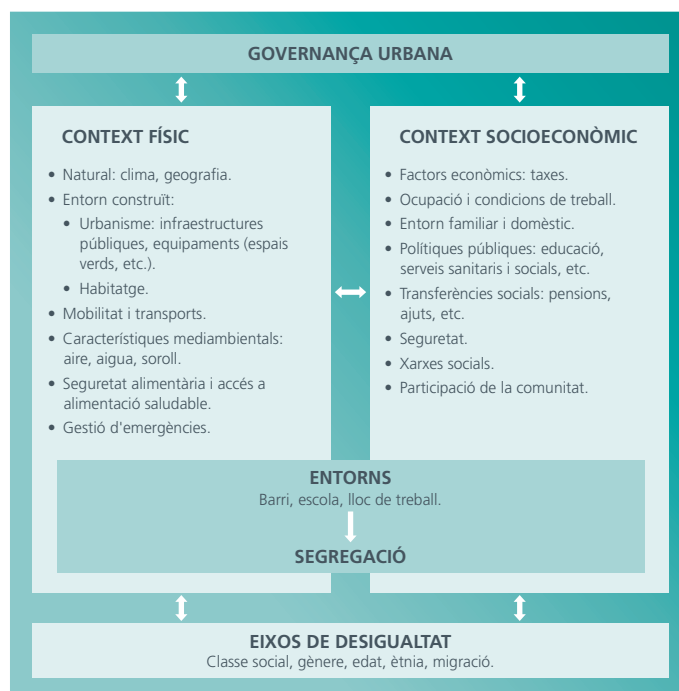 GOVERNANÇA URBANA
CONTEXT FÍSIC
• Natural: clima, geografia.
• Entorn construït:
• Urbanisme: infraestructures
públiques, equipaments (espais
verds, etc.).
• Habitatge.
• Mobilitat i transports.
• Característiques mediambientals:
aire, aigua, soroll.
• Seguretat alimentària i accés a
alimentació saludable.
• Gestió d'emergències.
CONTEXT SOCIOECONÒMIC
• Factors econòmics: taxes.
• Ocupació i condicions de treball.
• Entorn familiar i domèstic.
• Polítiques públiques: educació,
serveis sanitaris i socials, etc.
• Transferències socials: pensions,
ajuts, etc.
• Seguretat.
• Xarxes socials.
• Participació de la comunitat.
ENTORNS
Barri, escola, lloc de treball.
SEGREGACIÓ
EIXOS DE DESIGUALTAT
Classe social, gènere, edat, ètnia, migració.